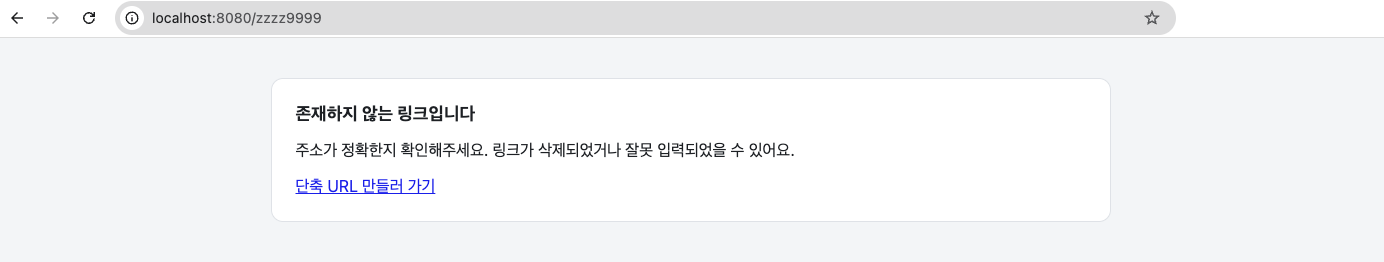 localhost:8080/zzzz9999
존재하지 않는 링크입니다
주소가 정확한지 확인해주세요. 링크가 삭제되었거나 잘못 입력되었을 수 있어요.
단축 URL 만들러 가기